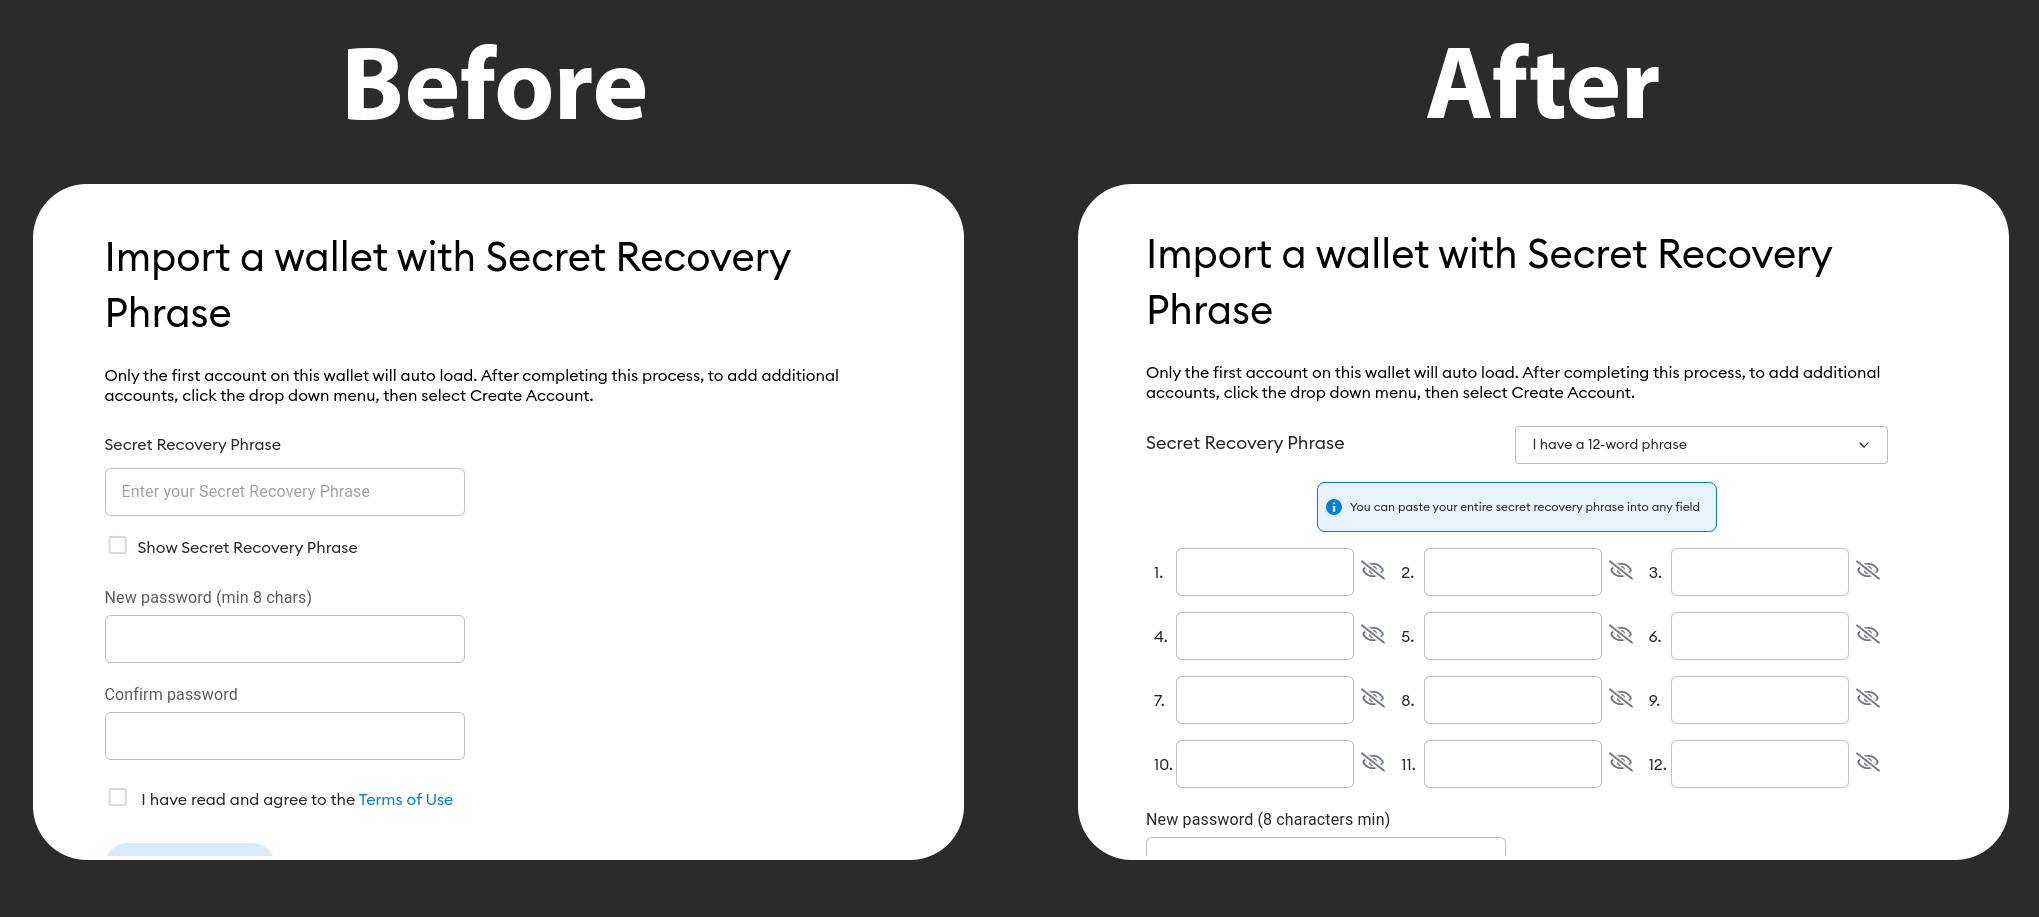 Before
Import a wallet with Secret Recovery
Phrase
Only the first account on this wallet will auto load. After completing this process, to add additional
accounts, click the drop down menu, then select Create Account.
Secret Recovery Phrase
Enter your Secret Recovery Phrase
Show Secret Recovery Phrase
New password (min 8 chars)
Confirm password
I have read and agree to the Terms of Use
After
Import a wallet with Secret Recovery
Phrase
Only the first account on this wallet will auto load. After completing this process, to add additional
accounts, click the drop down menu, then select Create Account.
Secret Recovery Phrase
I have a 12-word phrase
You can paste your entire secret recovery phrase into any field
1. 2. 3.
4. 5. 6.
7. 8. 9.
10. 11. 12.
New password (8 characters min)